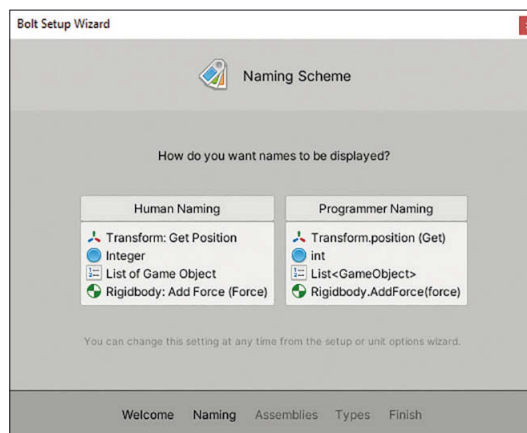 Bolt Setup Wizard
Naming Scheme
How do you want names to be displayed?
Human Naming
Transform: Get Position
Integer
List of Game Object
Rigidbody: Add Force (Force)
Programmer Naming
Transform.position (Get)
int
List<GameObject>
Rigidbody.AddForce(force)
You can change this setting at any time from the setup or unit options wizard.
Welcome Naming Assemblies Types Finish